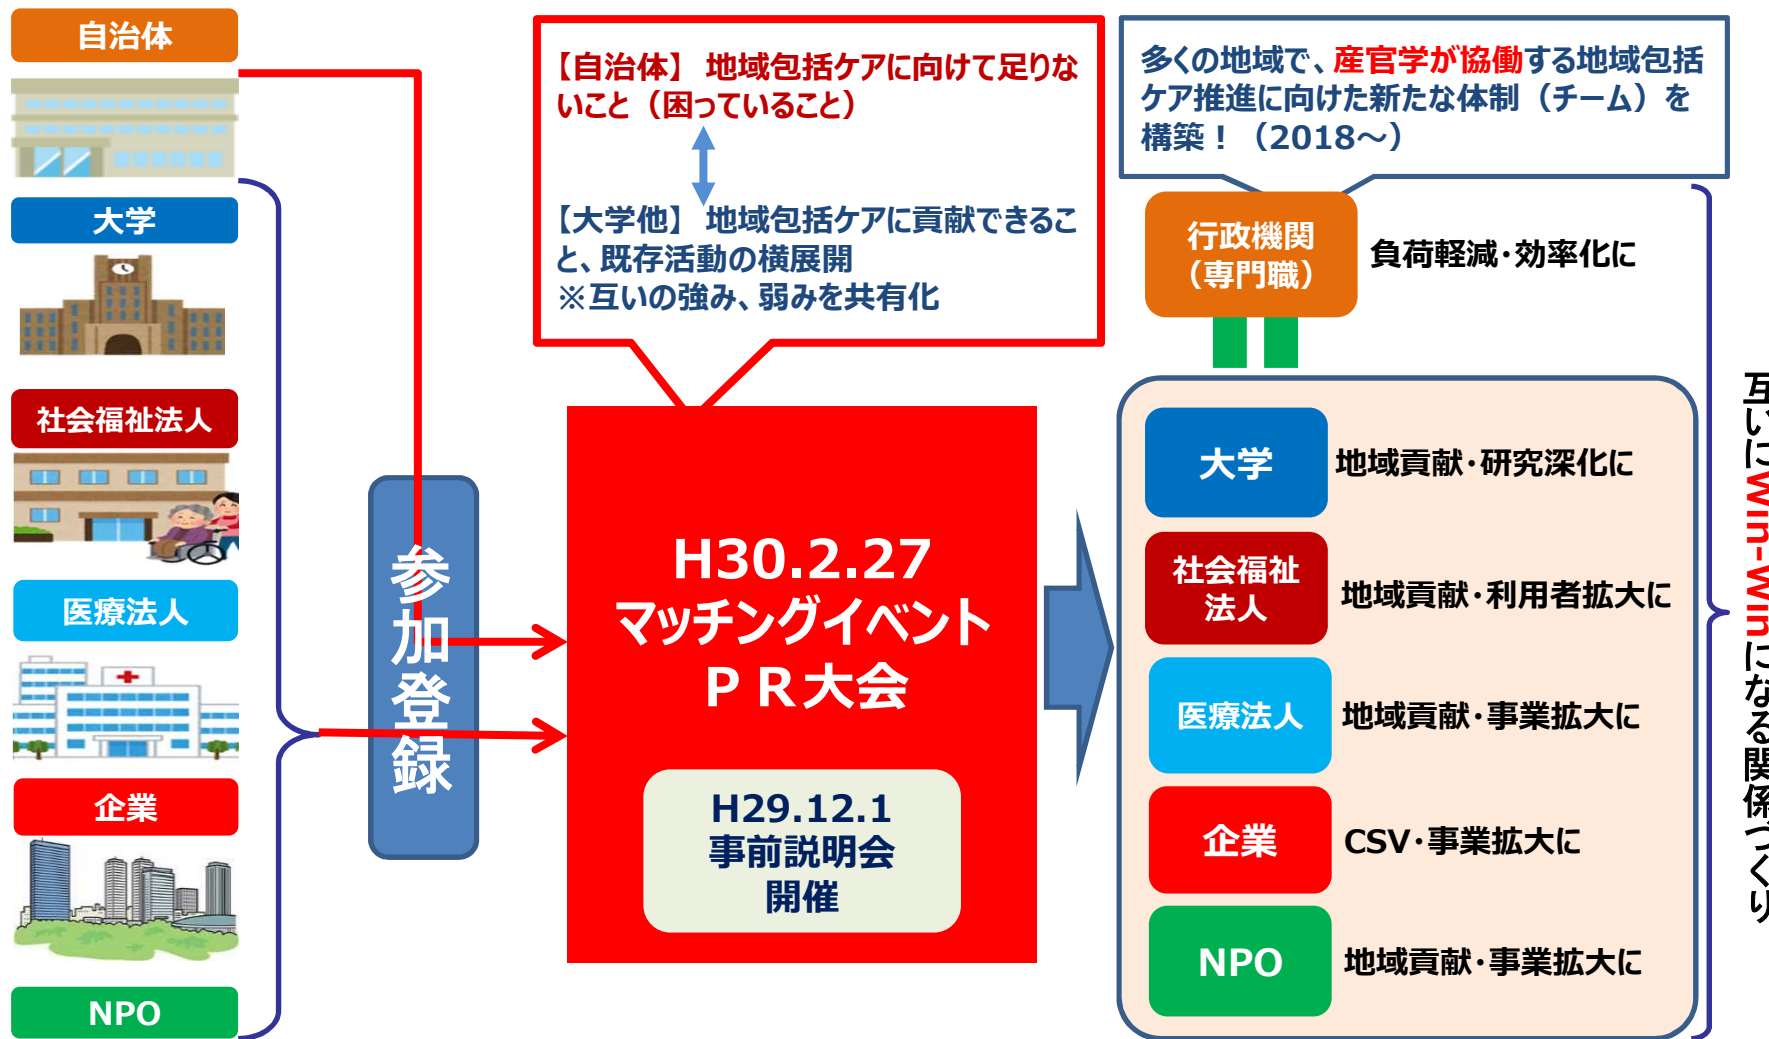 自治体
大学
社会福祉法人
医療法人
企業
NPO
参加登録
【自治体】 地域包括ケアに向けて足りな
いこと（困っていること）
【大学他】 地域包括ケアに貢献できるこ
と、既存活動の横展開
※互いの強み、弱みを共有化
H30.2.27
マッチングイベント
ＰＲ大会
H29.12.1
事前説明会
開催
多くの地域で、産官学が協働する地域包括
ケア推進に向けた新たな体制（チーム）を
構築！（2018～）
行政機関
（専門職）
負荷軽減・効率化に
大学
地域貢献・研究深化に
社会福祉
法人
地域貢献・利用者拡大に
医療法人
地域貢献・事業拡大に
企業
CSV・事業拡大に
NPO
地域貢献・事業拡大に
互いにwin-winになる関係づくり